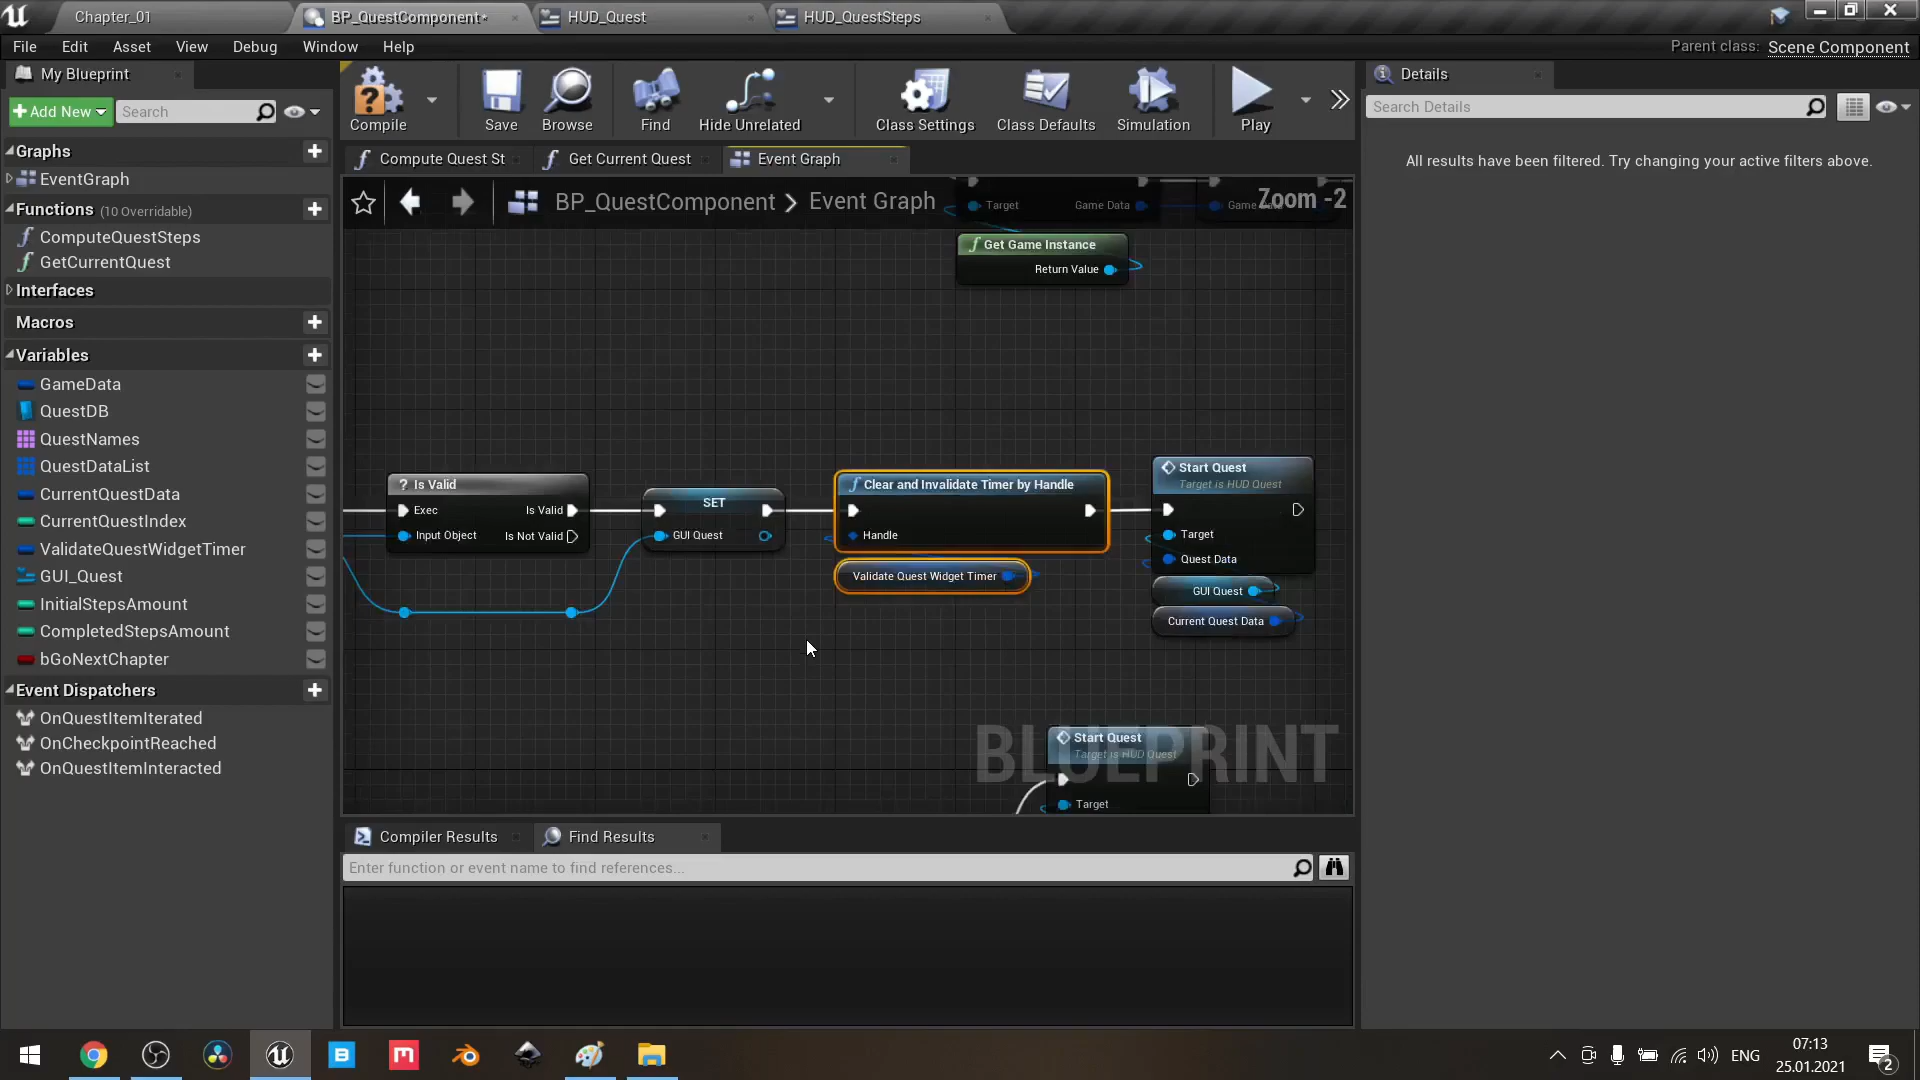 Chapter_01
BP_QuestComponent*
HUD_Quest
HUD_QuestSteps
File
Edit
Asset
View
Debug
Window
Help
Parent class:
Scene Component
My Blueprint
Add New
Search
Graphs
EventGraph
Functions (10 Overridable)
ComputeQuestSteps
GetCurrentQuest
Interfaces
Macros
Variables
GameData
QuestDB
QuestNames
QuestDataList
CurrentQuestData
CurrentQuestIndex
ValidateQuestWidgetTimer
GUI_Quest
InitialStepsAmount
CompletedStepsAmount
bGoNextChapter
Event Dispatchers
OnQuestItemIterated
OnCheckpointReached
OnQuestItemInteracted
Compile
Save
Browse
Find
Hide Unrelated
Class Settings
Class Defaults
Simulation
Play
Compute Quest St
Get Current Quest
Event Graph
BP_QuestComponent > Event Graph
Zoom -2
Target
Game Data
Get Game Instance
Return Value
? Is Valid
Exec
Is Valid
Input Object
Is Not Valid
SET
GUI Quest
Clear and Invalidate Timer by Handle
Handle
Validate Quest Widget Timer
Start Quest
Target is HUD Quest
Target
Quest Data
GUI Quest
Current Quest Data
Start Quest
Target is HUD Quest
Target
BLUEPRINT
Compiler Results
Find Results
Enter function or event name to find references...
Details
Search Details
All results have been filtered. Try changing your active filters above.
ENG
07:13
25.01.2021
2